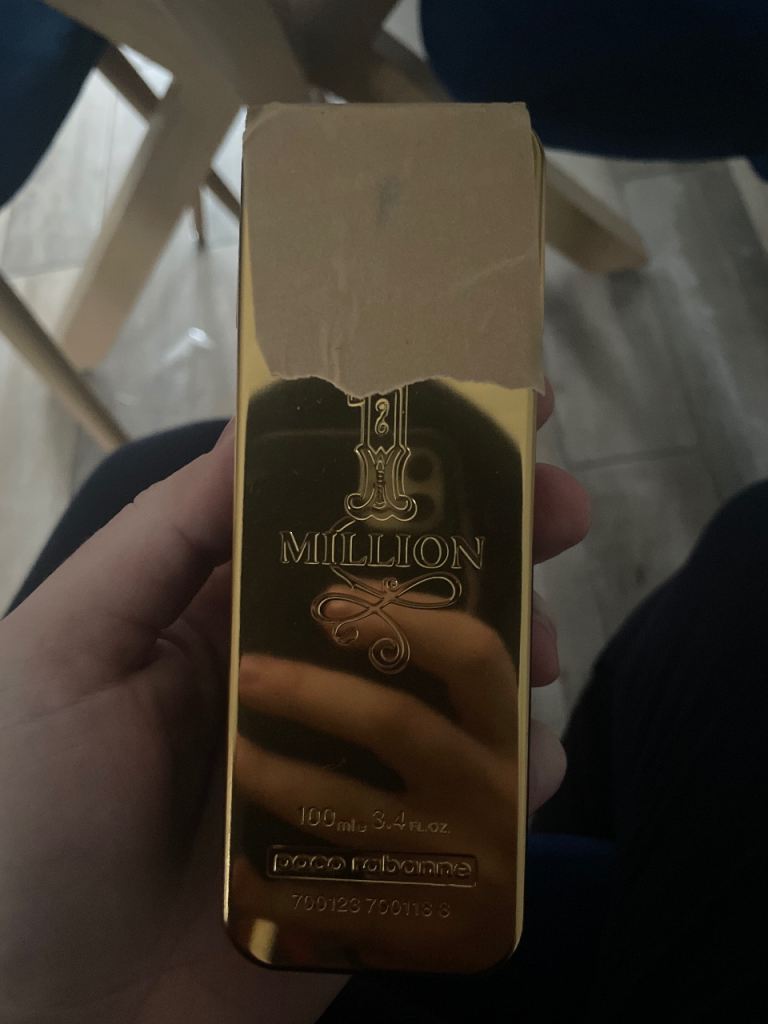 1
MILLION
100ml ℮ 3.4 FL.OZ.
paco rabanne
700123 700118 8